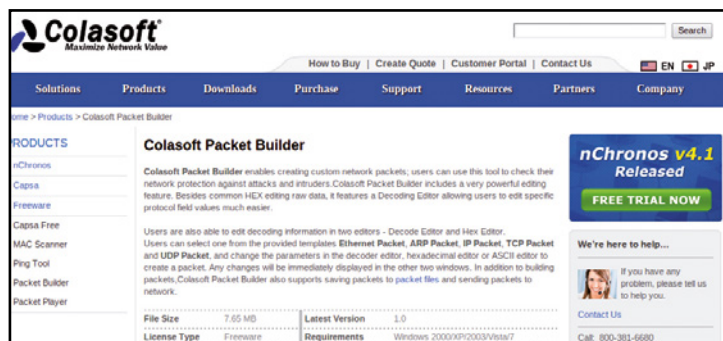 Colasoft®
Maximize Network Value
Search
How to Buy | Create Quote | Customer Portal | Contact Us
EN JP
Solutions Products Downloads Purchase Support Resources Partners Company
ome > Products > Colasoft Packet Builder
RODUCTS
nChronos
Capsa
Freeware
Capsa Free
MAC Scanner
Ping Tool
Packet Builder
Packet Player
Colasoft Packet Builder
Colasoft Packet Builder enables creating custom network packets; users can use this tool to check their
network protection against attacks and intruders.Colasoft Packet Builder includes a very powerful editing
feature. Besides common HEX editing raw data, it features a Decoding Editor allowing users to edit specific
protocol field values much easier.
Users are also able to edit decoding information in two editors - Decode Editor and Hex Editor.
Users can select one from the provided templates Ethernet Packet, ARP Packet, IP Packet, TCP Packet
and UDP Packet, and change the parameters in the decoder editor, hexadecimal editor or ASCII editor to
create a packet. Any changes will be immediately displayed in the other two windows. In addition to building
packets,Colasoft Packet Builder also supports saving packets to packet files and sending packets to
network.
File Size 7.65 MB Latest Version 1.0
License Type Freeware Requirements Windows 2000/XP/2003/Vista/7
nChronos v4.1
Released
FREE TRIAL NOW
We're here to help...
If you have any
problem, please tell us
to help you.
Contact Us
Call: 800-381-6680